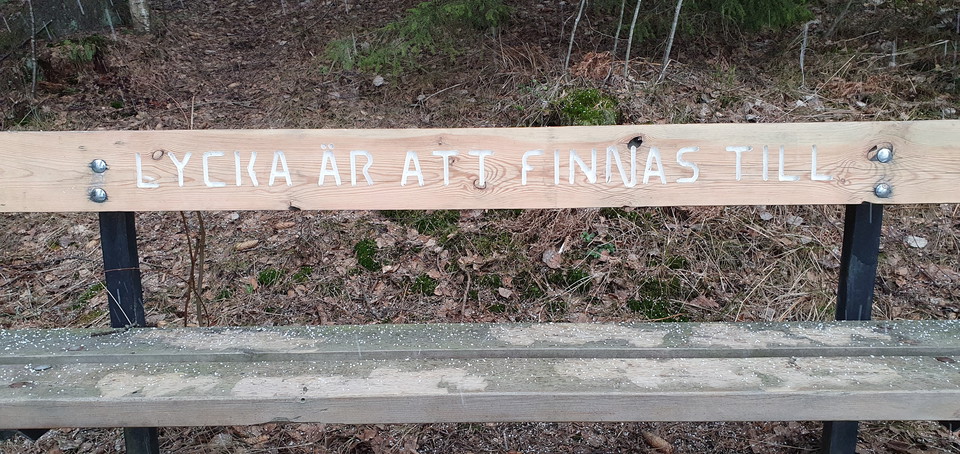 LYCKA ÄR ATT FINNAS TILL